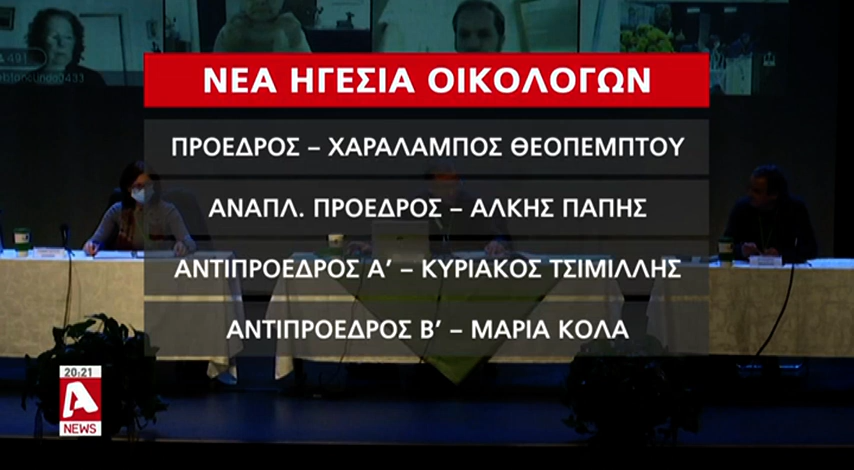 491
ΝΕΑ ΗΓΕΣΙΑ ΟΙΚΟΛΟΓΩΝ
ΠΡΟΕΔΡΟΣ – ΧΑΡΑΛΑΜΠΟΣ ΘΕΟΠΕΜΠΤΟΥ
ΑΝΑΠΛ. ΠΡΟΕΔΡΟΣ – ΑΛΚΗΣ ΠΑΠΗΣ
ΑΝΤΙΠΡΟΕΔΡΟΣ Α’ – ΚΥΡΙΑΚΟΣ ΤΣΙΜΙΛΛΗΣ
ΑΝΤΙΠΡΟΕΔΡΟΣ Β’ – ΜΑΡΙΑ ΚΟΛΑ
20:21
A
NEWS